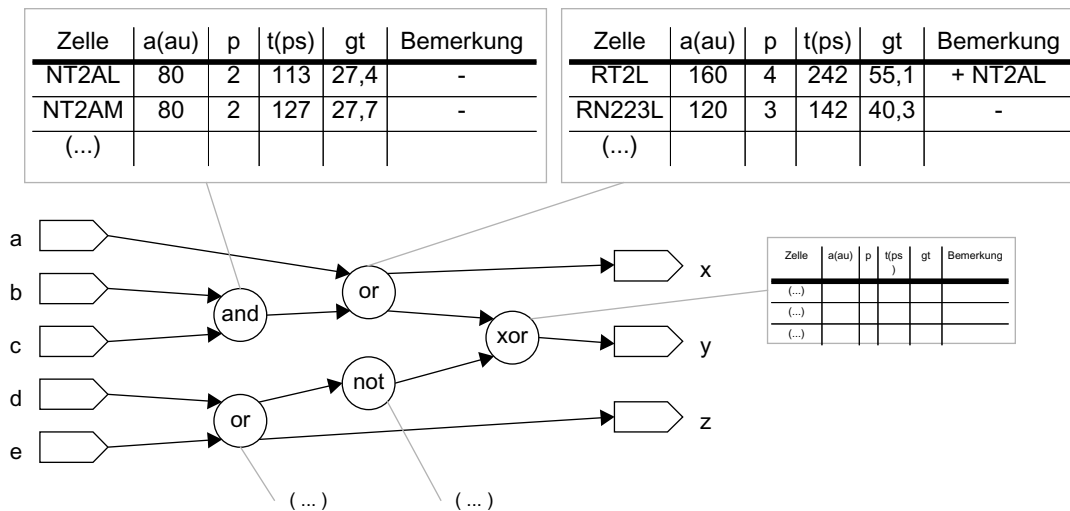 Zelle a(au) p t(ps) gt Bemerkung
NT2AL 80 2 113 27,4 -
NT2AM 80 2 127 27,7 -
(...)
Zelle a(au) p t(ps) gt Bemerkung
RT2L 160 4 242 55,1 + NT2AL
RN223L 120 3 142 40,3 -
(...)
a
b
c
d
e
and
or
or
not
xor
x
y
z
Zelle a(au) p t(ps
) gt Bemerkung
(...)
(...)
(...)
( ... )
( ... )